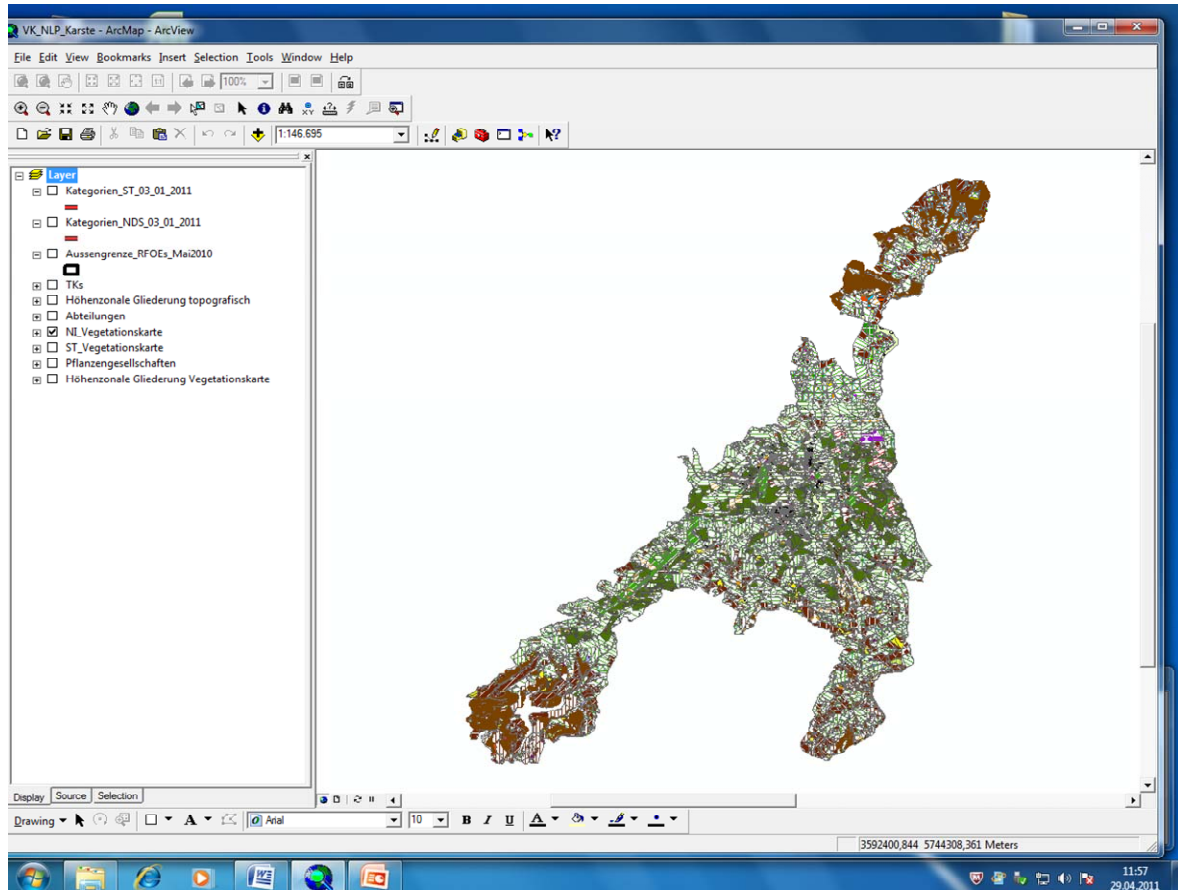 VK_NLP_Karste - ArcMap - ArcView
File Edit View Bookmarks Insert Selection Tools Window Help
100%
1:146.695
Layer
Kategorien_ST_03_01_2011
Kategorien_NDS_03_01_2011
Aussengrenze_RFOEs_Mai2010
TKs
Höhenzonale Gliederung topografisch
Abteilungen
NI_Vegetationskarte
ST_Vegetationskarte
Pflanzengesellschaften
Höhenzonale Gliederung Vegetationskarte
Display Source Selection
Drawing A Arial 10 B I U A
3592400,844 5744308,361 Meters
11:57
29.04.2011